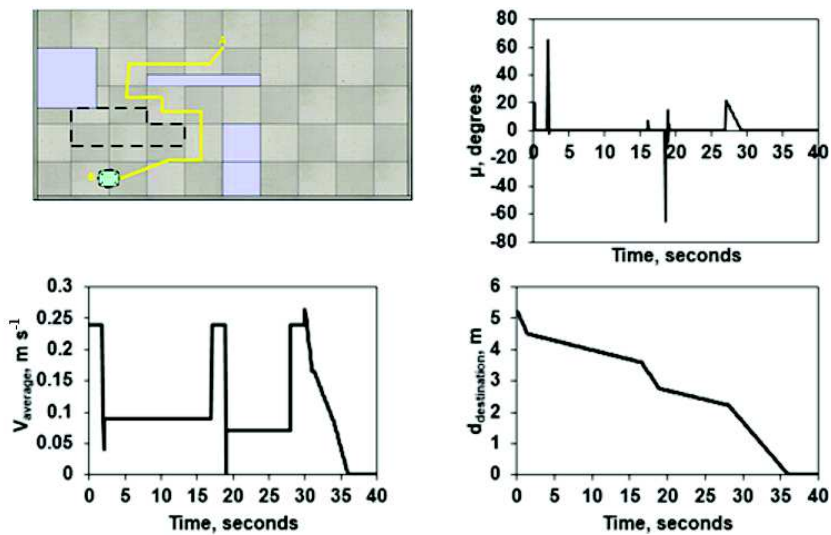 80
60
40
20
0
-20
-40
-60
-80
μ, degrees
0 5 10 15 20 25 30 35 40
Time, seconds
0.3
0.25
0.2
0.15
0.1
0.05
0
Vaverage, m s⁻¹
0 5 10 15 20 25 30 35 40
Time, seconds
6
5
4
3
2
1
0
ddestination, m
0 5 10 15 20 25 30 35 40
Time, seconds